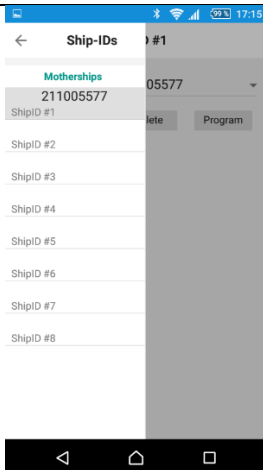 99% 17:15
Ship-IDs
#1
Motherships
05577
211005577
ShipID #1
lete
Program
ShipID #2
ShipID #3
ShipID #4
ShipID #5
ShipID #6
ShipID #7
ShipID #8